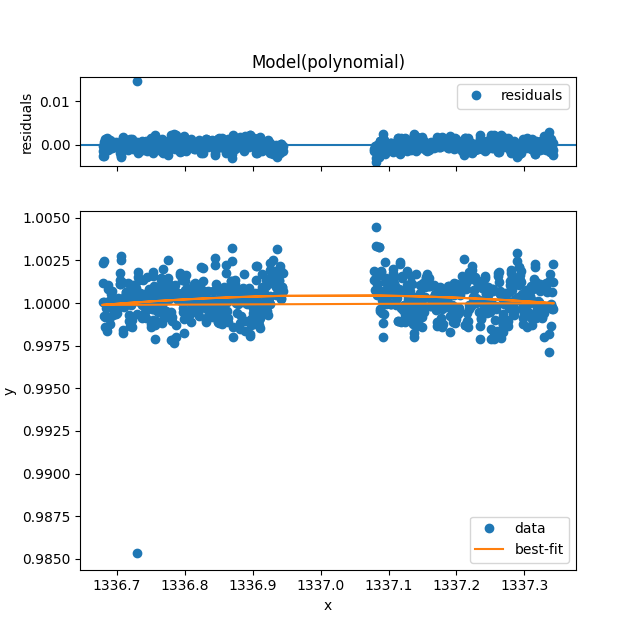 Model(polynomial)
residuals
0.01
0.00
residuals
1.0050
1.0025
1.0000
0.9975
0.9950
0.9925
0.9900
0.9875
0.9850
y
data
best-fit
1336.7 1336.8 1336.9 1337.0 1337.1 1337.2 1337.3
x